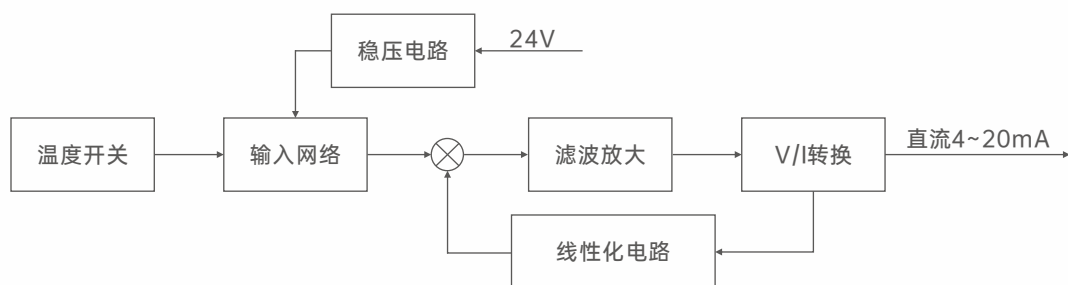 稳压电路
24V
温度开关
输入网络
滤波放大
V/I转换
直流4~20mA
线性化电路